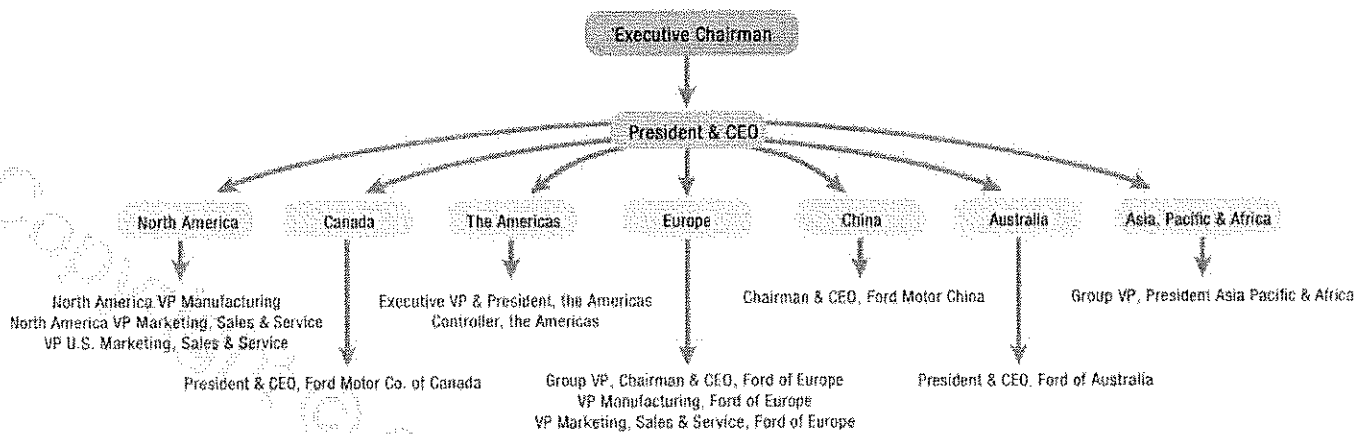 Executive Chairman
President & CEO
North America
Canada
The Americas
Europe
China
Australia
Asia, Pacific & Africa
North America VP Manufacturing
North America VP Marketing, Sales & Service
VP U.S. Marketing, Sales & Service
Executive VP & President, the Americas
Controller, the Americas
Chairman & CEO, Ford Motor China
Group VP, President Asia Pacific & Africa
President & CEO, Ford Motor Co. of Canada
Group VP, Chairman & CEO, Ford of Europe
VP Manufacturing, Ford of Europe
VP Marketing, Sales & Service, Ford of Europe
President & CEO, Ford of Australia